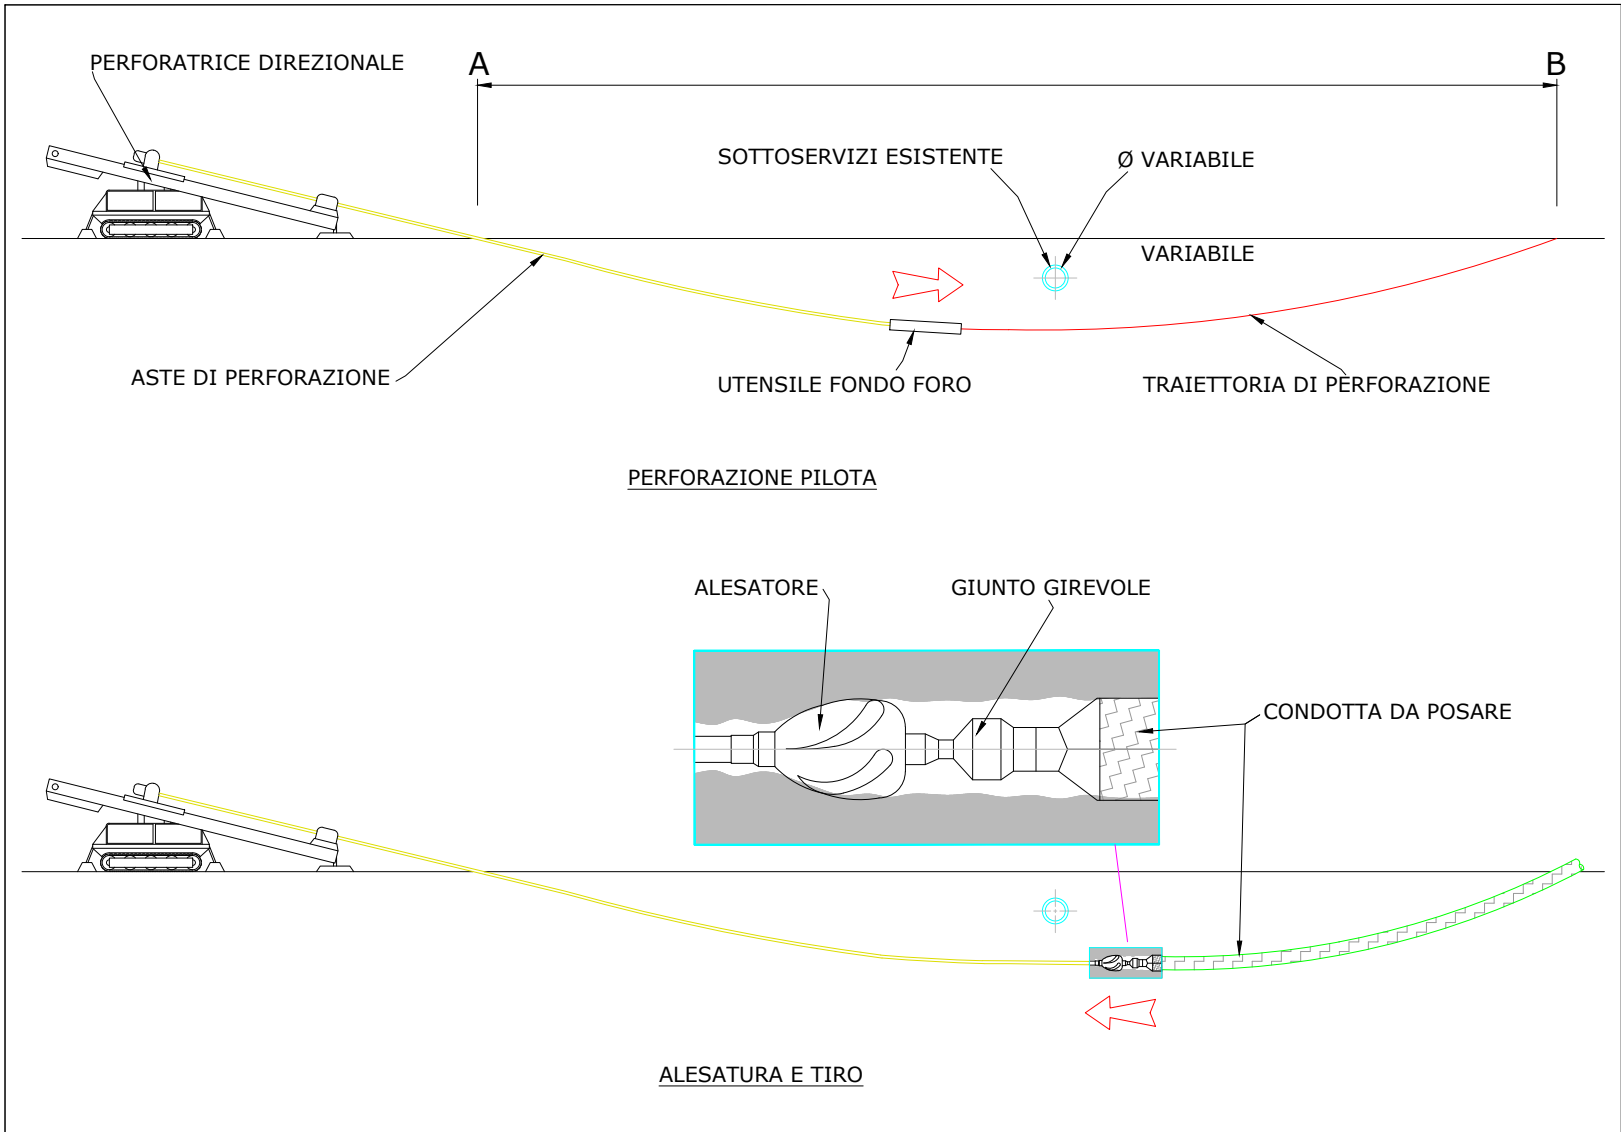 PERFORATRICE DIREZIONALE
A
B
SOTTOSERVIZI ESISTENTE
Ø VARIABILE
VARIABILE
ASTE DI PERFORAZIONE
UTENSILE FONDO FORO
TRAIETTORIA DI PERFORAZIONE
PERFORAZIONE PILOTA
ALESATORE
GIUNTO GIREVOLE
CONDOTTA DA POSARE
ALESATURA E TIRO